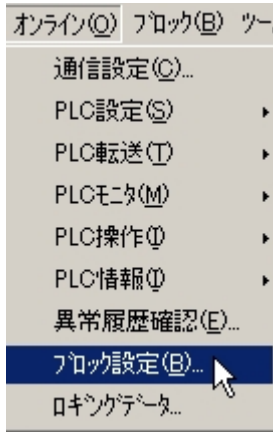 オンライン(O) ブロック(B) ツー
通信設定(C)...
PLC設定(S)
PLC転送(T)
PLCモニタ(M)
PLC操作(I)
PLC情報(I)
異常履歴確認(E)...
ブロック設定(B)...
ロギングデータ...